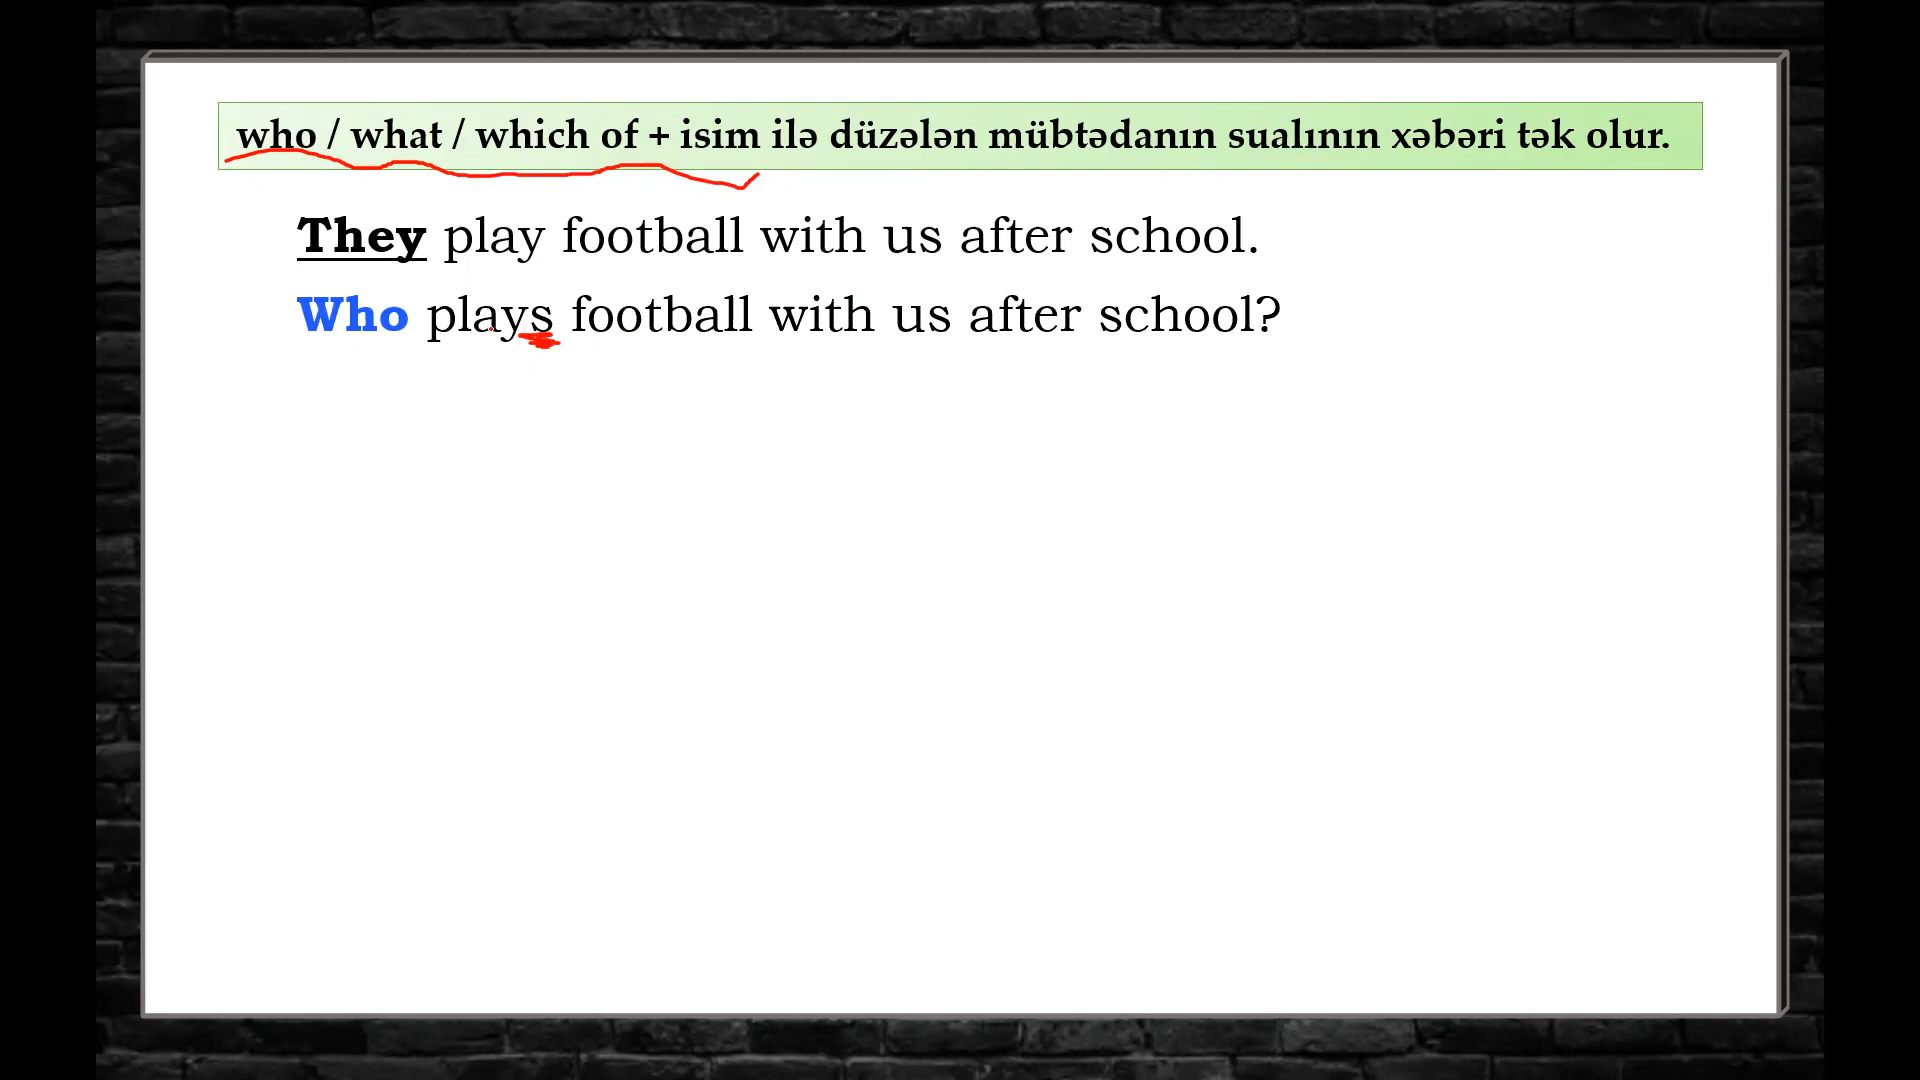 who / what / which of + isim ilə düzələn mübtədanın sualının xəbəri tək olur.
They play football with us after school.
Who plays football with us after school?